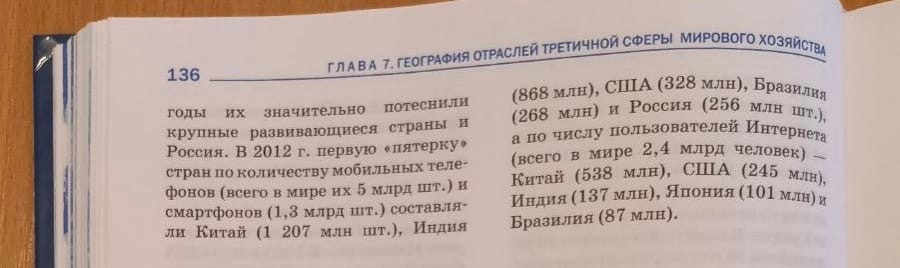 136
ГЛАВА 7. ГЕОГРАФИЯ ОТРАСЛЕЙ ТРЕТИЧНОЙ СФЕРЫ МИРОВОГО ХОЗЯЙСТВА
годы их значительно потеснили
крупные развивающиеся страны и
Россия. В 2012 г. первую «пятерку»
стран по количеству мобильных теле-
фонов (всего в мире их 5 млрд шт.) и
смартфонов (1,3 млрд шт.) составля-
ли Китай (1 207 млн шт.), Индия
(868 млн), США (328 млн), Бразилия
(268 млн) и Россия (256 млн шт.),
а по числу пользователей Интернета
(всего в мире 2,4 млрд человек) —
Китай (538 млн), США (245 млн),
Индия (137 млн), Япония (101 млн) и
Бразилия (87 млн).